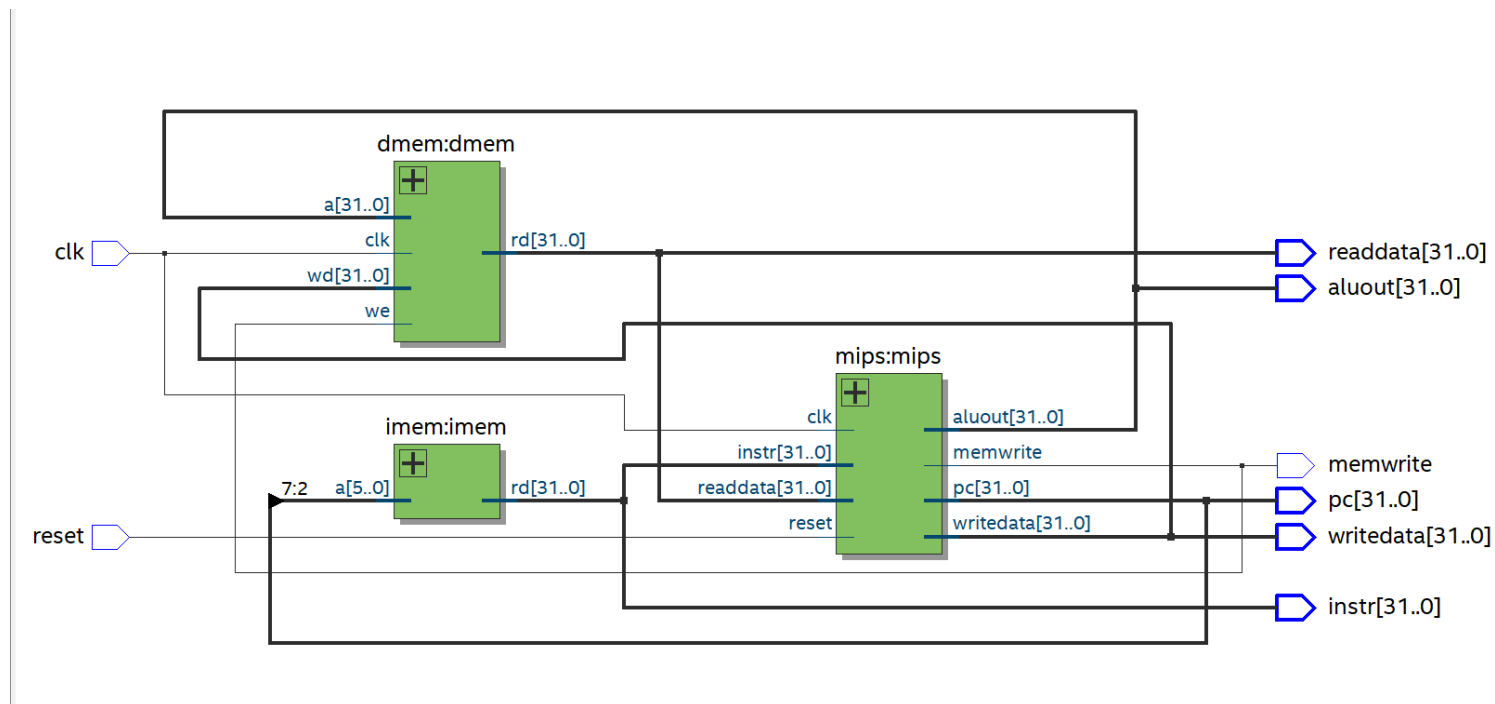 dmem:dmem
a[31..0]
clk
wd[31..0]
we
rd[31..0]
clk
reset
imem:imem
7:2
a[5..0]
rd[31..0]
mips:mips
clk
instr[31..0]
readdata[31..0]
reset
aluout[31..0]
memwrite
pc[31..0]
writedata[31..0]
readdata[31..0]
aluout[31..0]
memwrite
pc[31..0]
writedata[31..0]
instr[31..0]